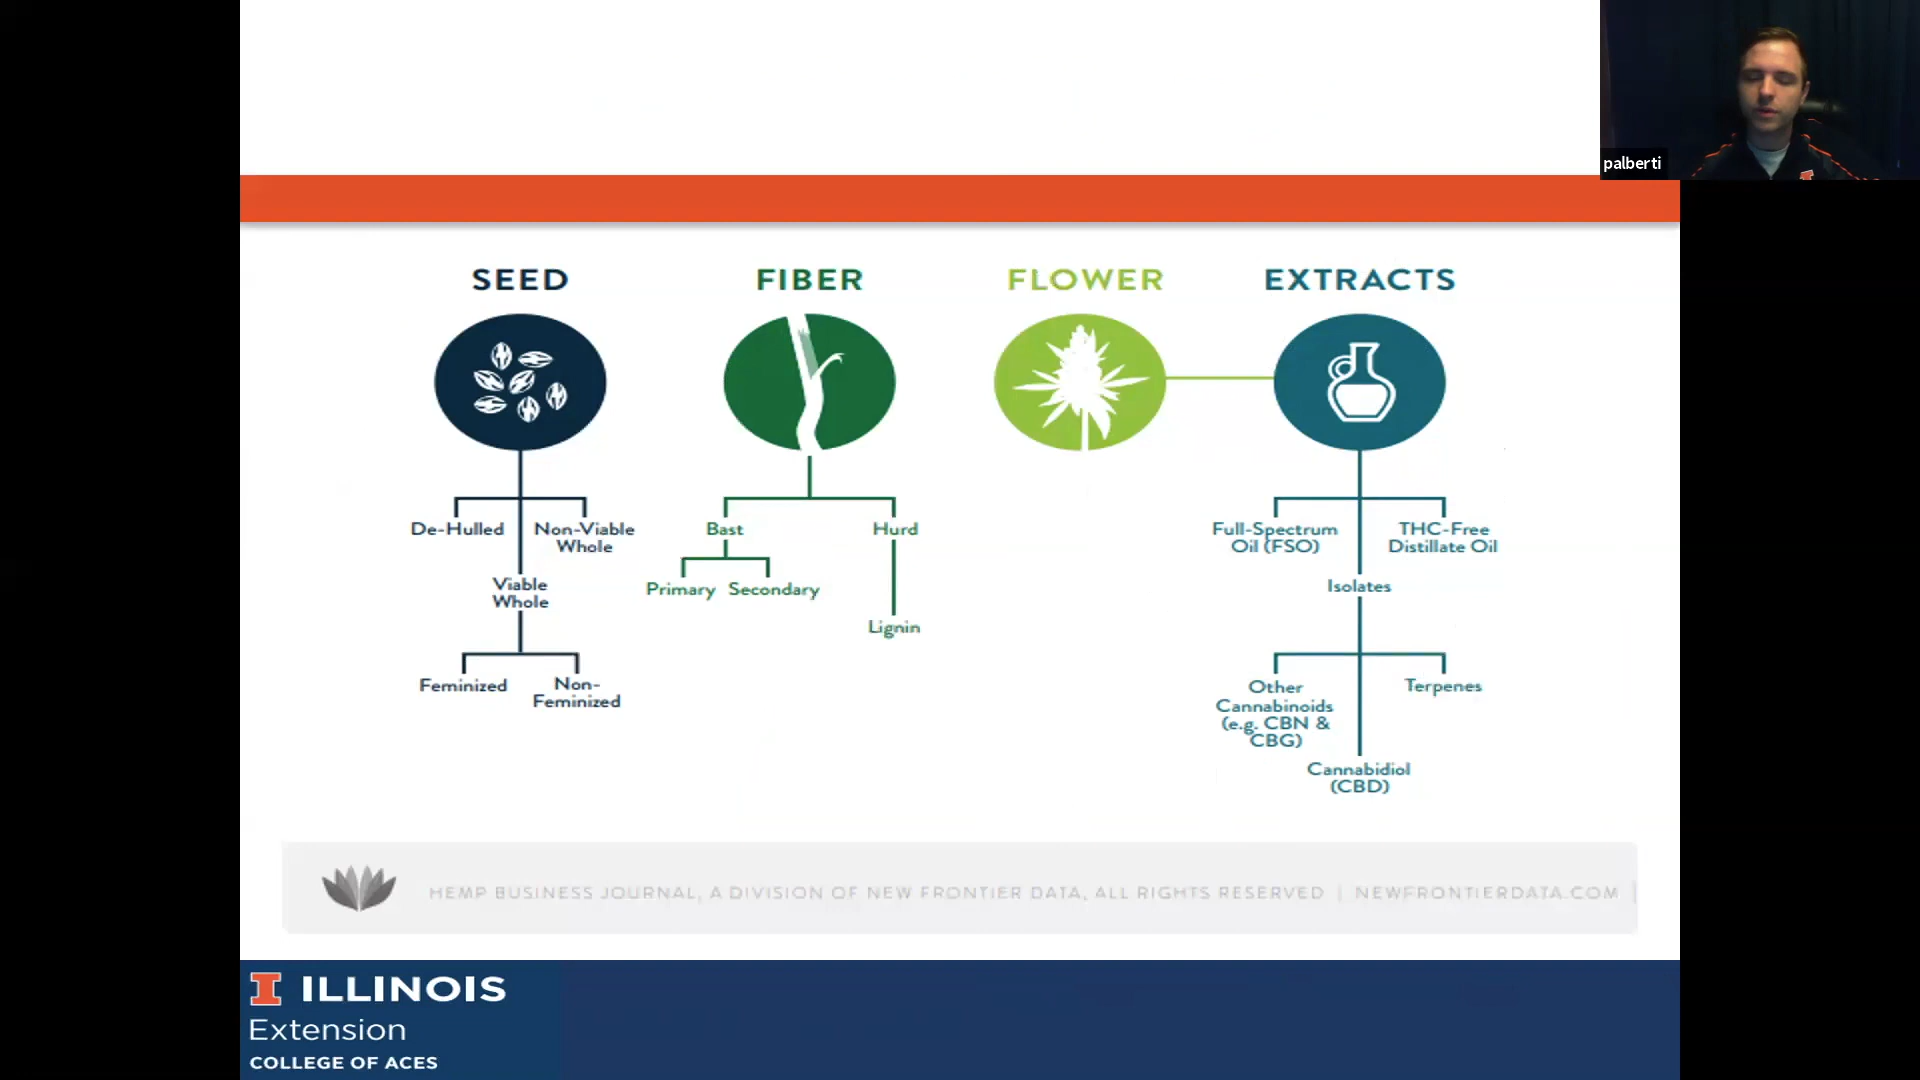 palberti
SEED
FIBER
FLOWER
EXTRACTS
De-Hulled
Non-Viable
Whole
Viable
Whole
Feminized
Non-
Feminized
Bast
Hurd
Primary
Secondary
Lignin
Full-Spectrum
Oil (FSO)
THC-Free
Distillate Oil
Isolates
Other
Cannabinoids
(e.g. CBN &
CBG)
Terpenes
Cannabidiol
(CBD)
HEMP BUSINESS JOURNAL, A DIVISION OF NEW FRONTIER DATA, ALL RIGHTS RESERVED | NEWFRONTIERDATA.COM |
I ILLINOIS
Extension
COLLEGE OF ACES